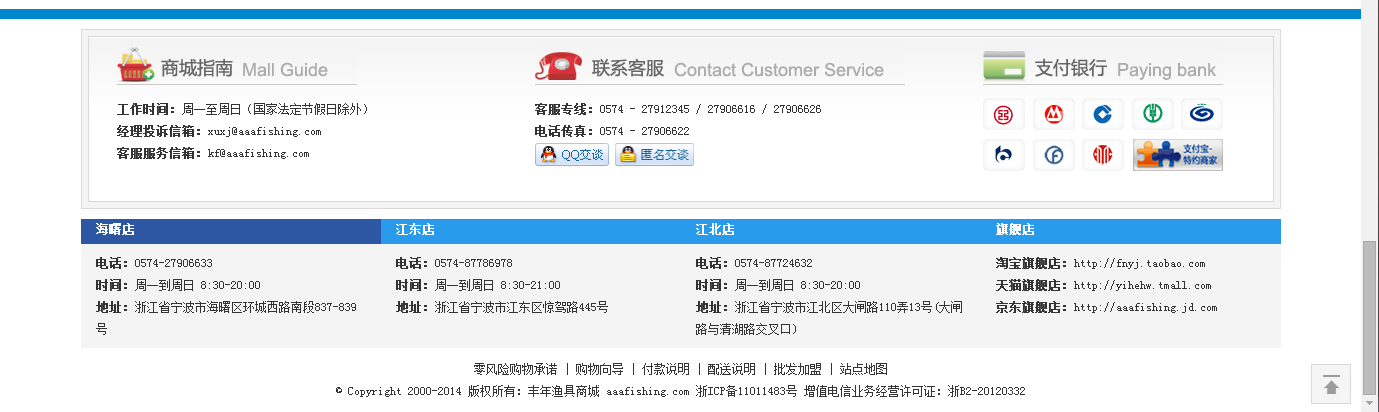 商城指南 Mall Guide
工作时间：周一至周日（国家法定节假日除外）
经理投诉信箱：xuxj@aaafishing.com
客服服务信箱：kf@aaafishing.com
联系客服 Contact Customer Service
客服专线：0574 - 27912345 / 27906616 / 27906626
电话传真：0574 - 27906622
QQ交谈 匿名交谈
支付银行 Paying bank
支付宝-
特约商家
海曙店
电话：0574-27906633
时间：周一到周日 8:30-20:00
地址：浙江省宁波市海曙区环城西路南段837-839
号
江东店
电话：0574-87786978
时间：周一到周日 8:30-21:00
地址：浙江省宁波市江东区惊驾路445号
江北店
电话：0574-87724632
时间：周一到周日 8:30-20:00
地址：浙江省宁波市江北区大闸路110弄13号(大闸
路与清湖路交叉口）
旗舰店
淘宝旗舰店：http://fnyj.taobao.com
天猫旗舰店：http://yihehw.tmall.com
京东旗舰店：http://aaafishing.jd.com
零风险购物承诺 | 购物向导 | 付款说明 | 配送说明 | 批发加盟 | 站点地图
© Copyright 2000-2014 版权所有：丰年渔具商城 aaafishing.com 浙ICP备11011483号 增值电信业务经营许可证：浙B2-20120332